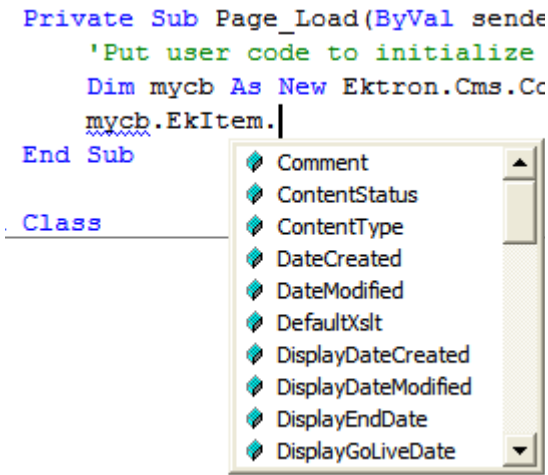 Private Sub Page_Load(ByVal sende
'Put user code to initialize
Dim mycb As New Ektron.Cms.Co
mycb.EkItem.
End Sub
Class
Comment
ContentStatus
ContentType
DateCreated
DateModified
DefaultXslt
DisplayDateCreated
DisplayDateModified
DisplayEndDate
DisplayGoLiveDate